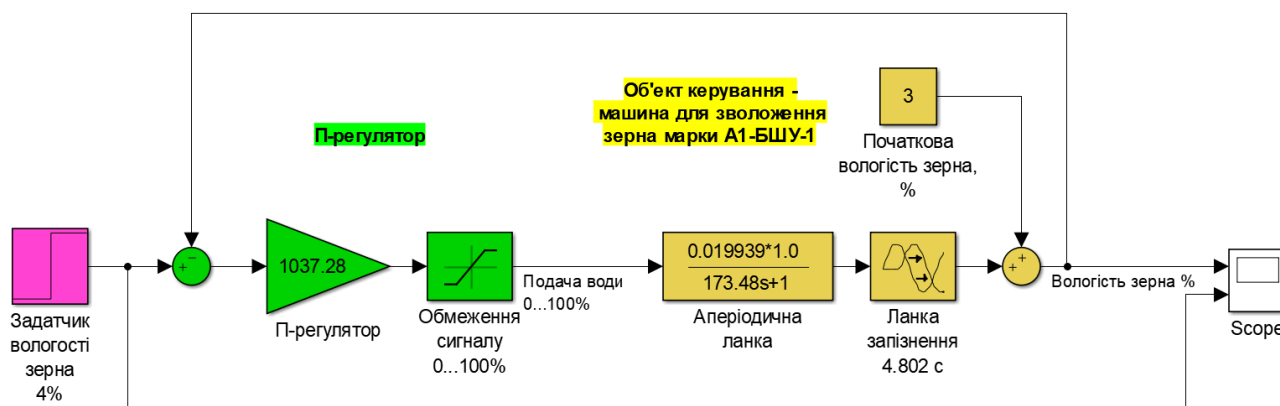 Об'ект керування -
машина для зволоження
зерна марки А1-БШУ-1
П-регулятор
3
Початкова
вологість зерна,
%
1037.28
П-регулятор
Обмеження
сигналу
0...100%
Подача води
0...100%
0.019939*1.0
173.48s+1
Аперіодична
ланка
Ланка
запізнення
4.802 с
Вологість зерна %
Scope
Задатчик
вологості
зерна
4%